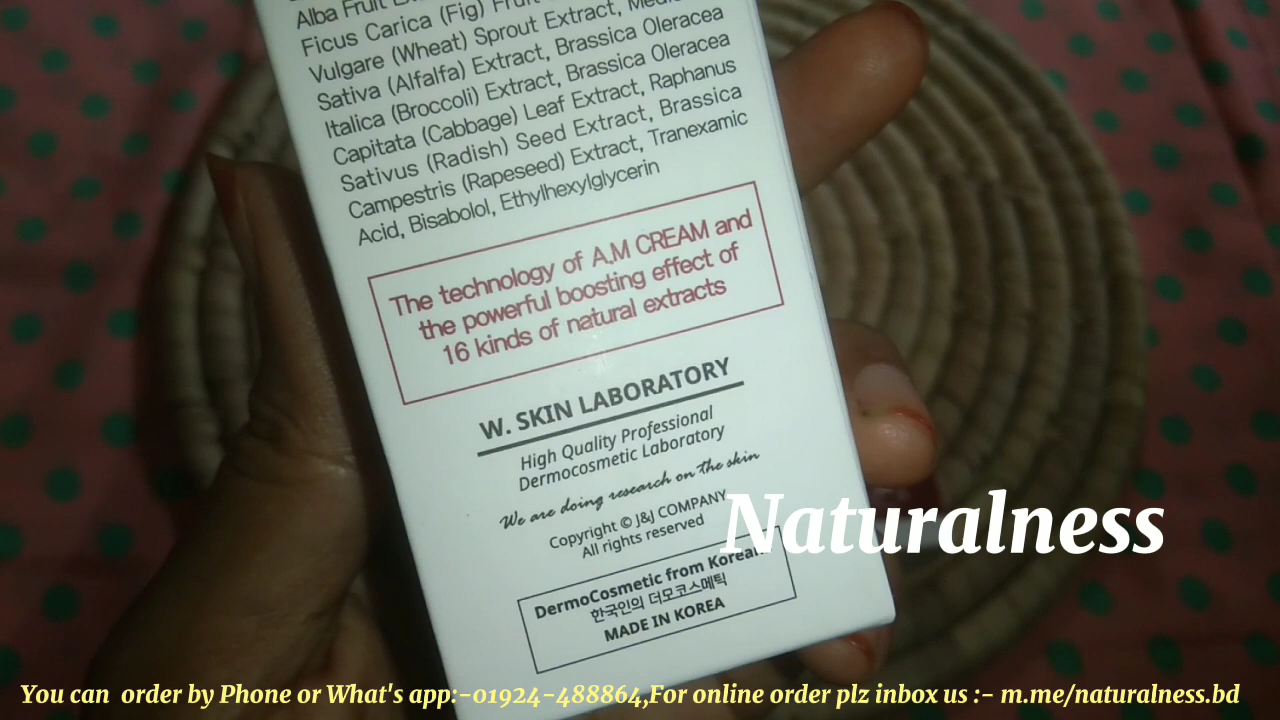 Alba Fruit
Ficus Carica (Fig) Fruit
Vulgare (Wheat) Sprout Extract,
Sativa (Alfalfa) Extract, Brassica Oleracea
Italica (Broccoli) Extract, Brassica Oleracea
Capitata (Cabbage) Leaf Extract, Raphanus
Sativus (Radish) Seed Extract, Brassica
Campestris (Rapeseed) Extract, Tranexamic
Acid, Bisabolol, Ethylhexylglycerin
The technology of A.M CREAM and
the powerful boosting effect of
16 kinds of natural extracts
W. SKIN LABORATORY
High Quality Professional
Dermocosmetic Laboratory
We are doing research on the skin
Copyright © J&J COMPANY
All rights reserved
Naturalness
DermoCosmetic from Korean
한국인의 더모코스메틱
MADE IN KOREA
You can order by Phone or What's app:-01924-488864,For online order plz inbox us :- m.me/naturalness.bd